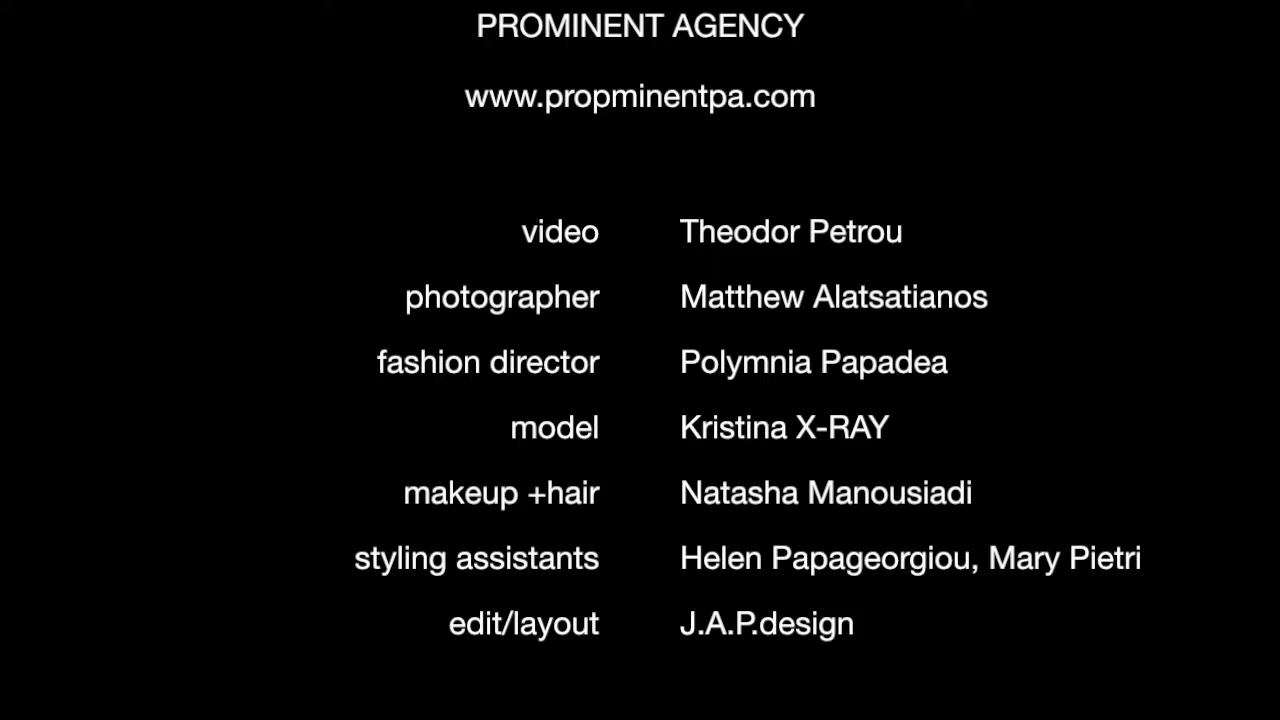 PROMINENT AGENCY
www.propminentpa.com
video Theodor Petrou
photographer Matthew Alatsatianos
fashion director Polymnia Papadea
model Kristina X-RAY
makeup +hair Natasha Manousiadi
styling assistants Helen Papageorgiou, Mary Pietri
edit/layout J.A.P.design